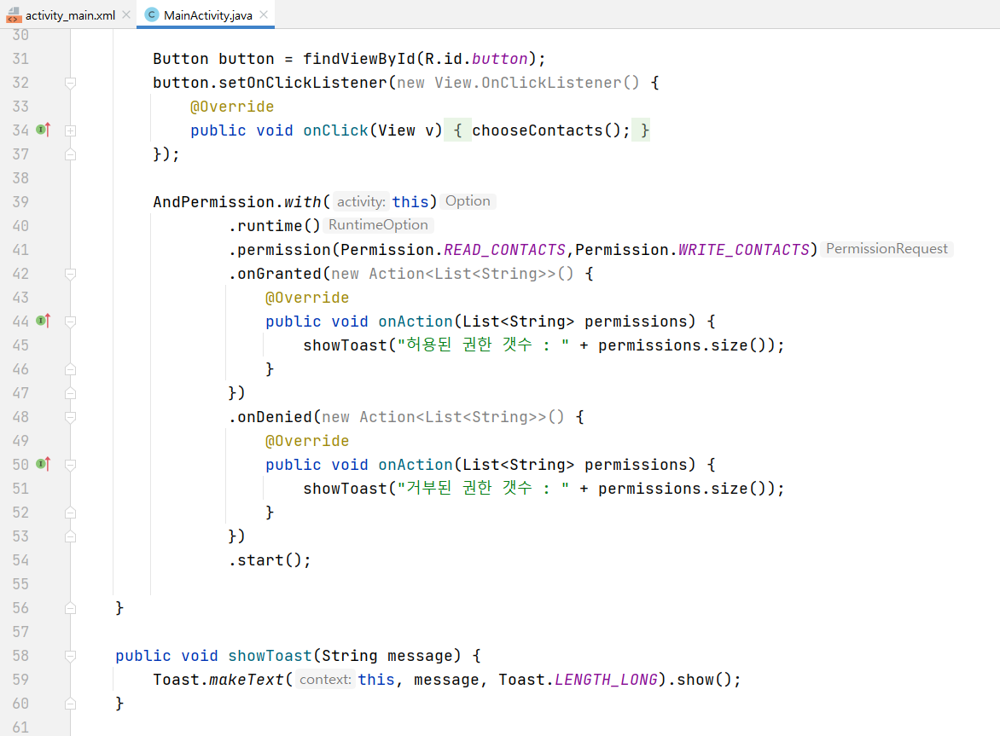 activity_main.xml MainActivity.java
30
31 Button button = findViewById(R.id.button);
32 button.setOnClickListener(new View.OnClickListener() {
33 @Override
34 public void onClick(View v) { chooseContacts(); }
37 });
38
39 AndPermission.with( activity: this) Option
40 .runtime() RuntimeOption
41 .permission(Permission.READ_CONTACTS,Permission.WRITE_CONTACTS) PermissionRequest
42 .onGranted(new Action<List<String>>() {
43 @Override
44 public void onAction(List<String> permissions) {
45 showToast("허용된 권한 갯수 : " + permissions.size());
46 }
47 })
48 .onDenied(new Action<List<String>>() {
49 @Override
50 public void onAction(List<String> permissions) {
51 showToast("거부된 권한 갯수 : " + permissions.size());
52 }
53 })
54 .start();
55
56 }
57
58 public void showToast(String message) {
59 Toast.makeText( context: this, message, Toast.LENGTH_LONG).show();
60 }
61